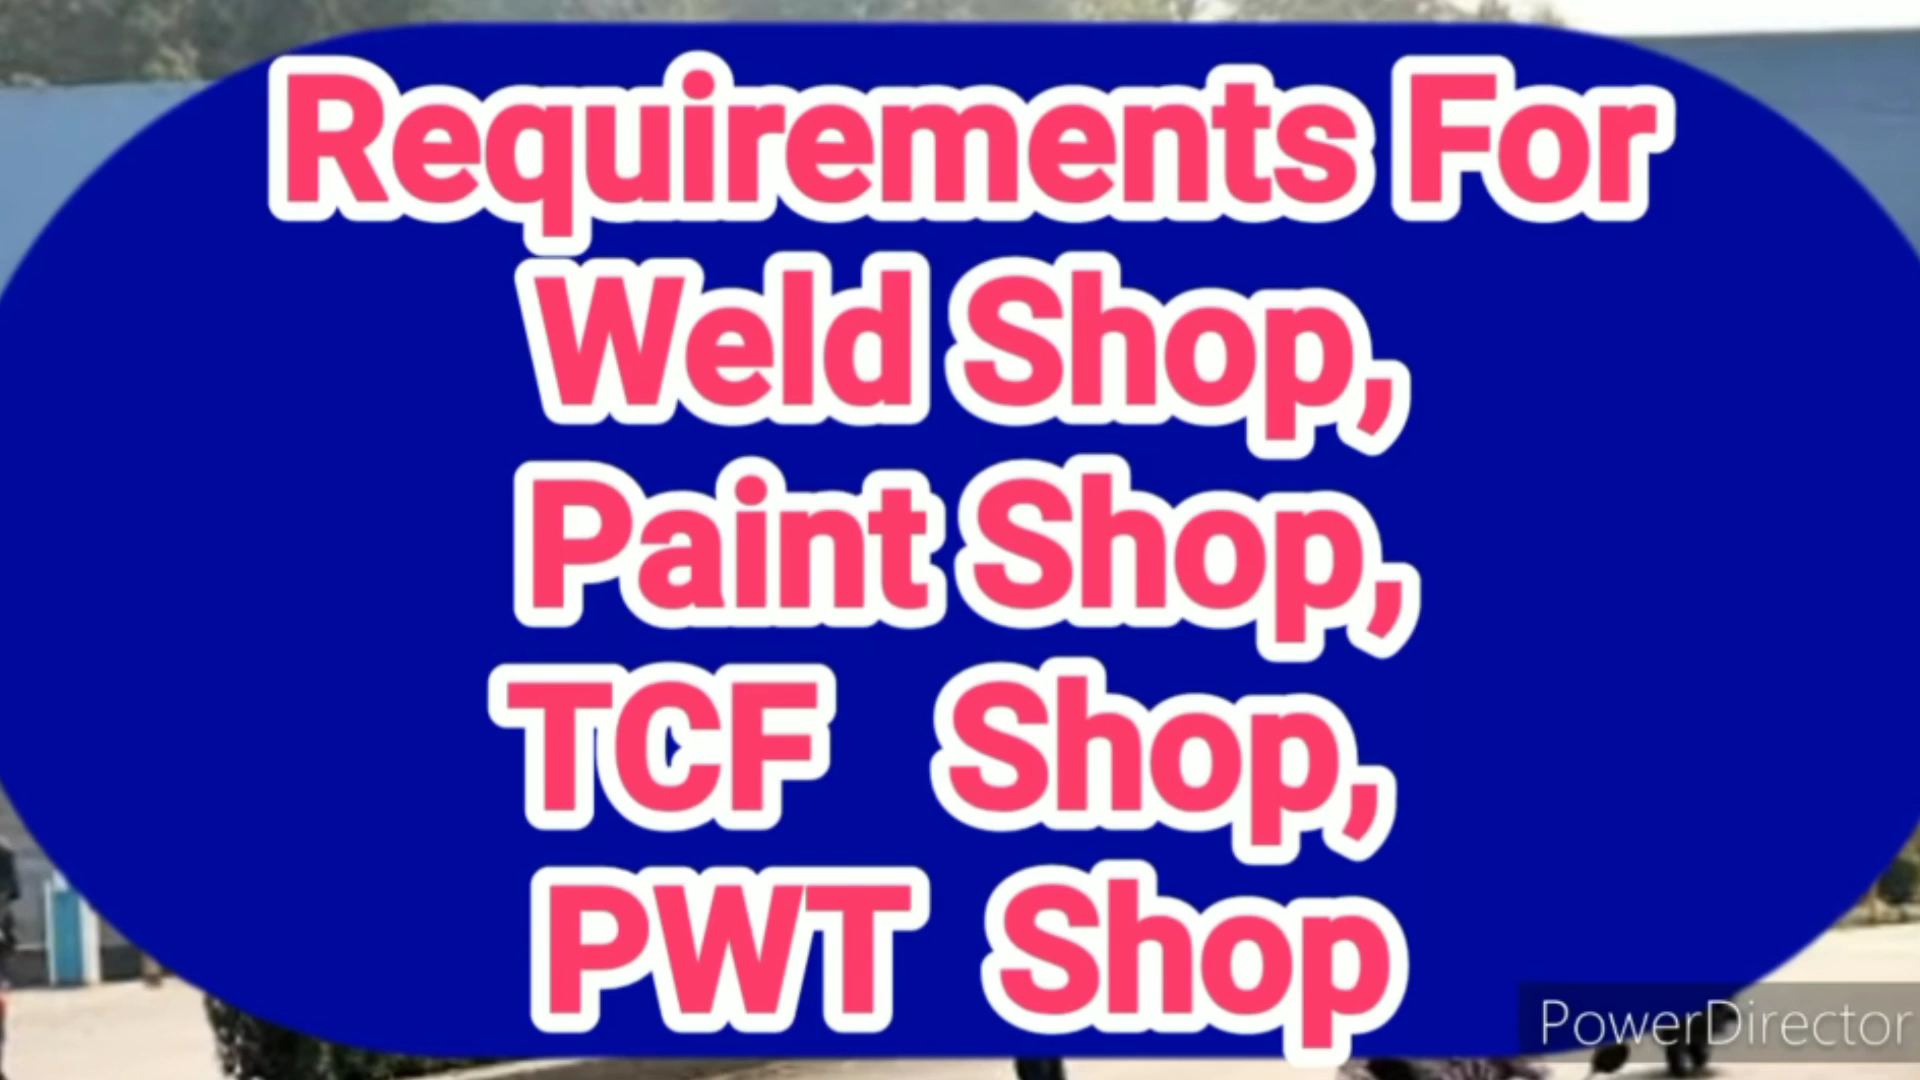 Requirements For
Weld Shop,
Paint Shop,
TCF Shop,
PWT Shop
PowerDirector